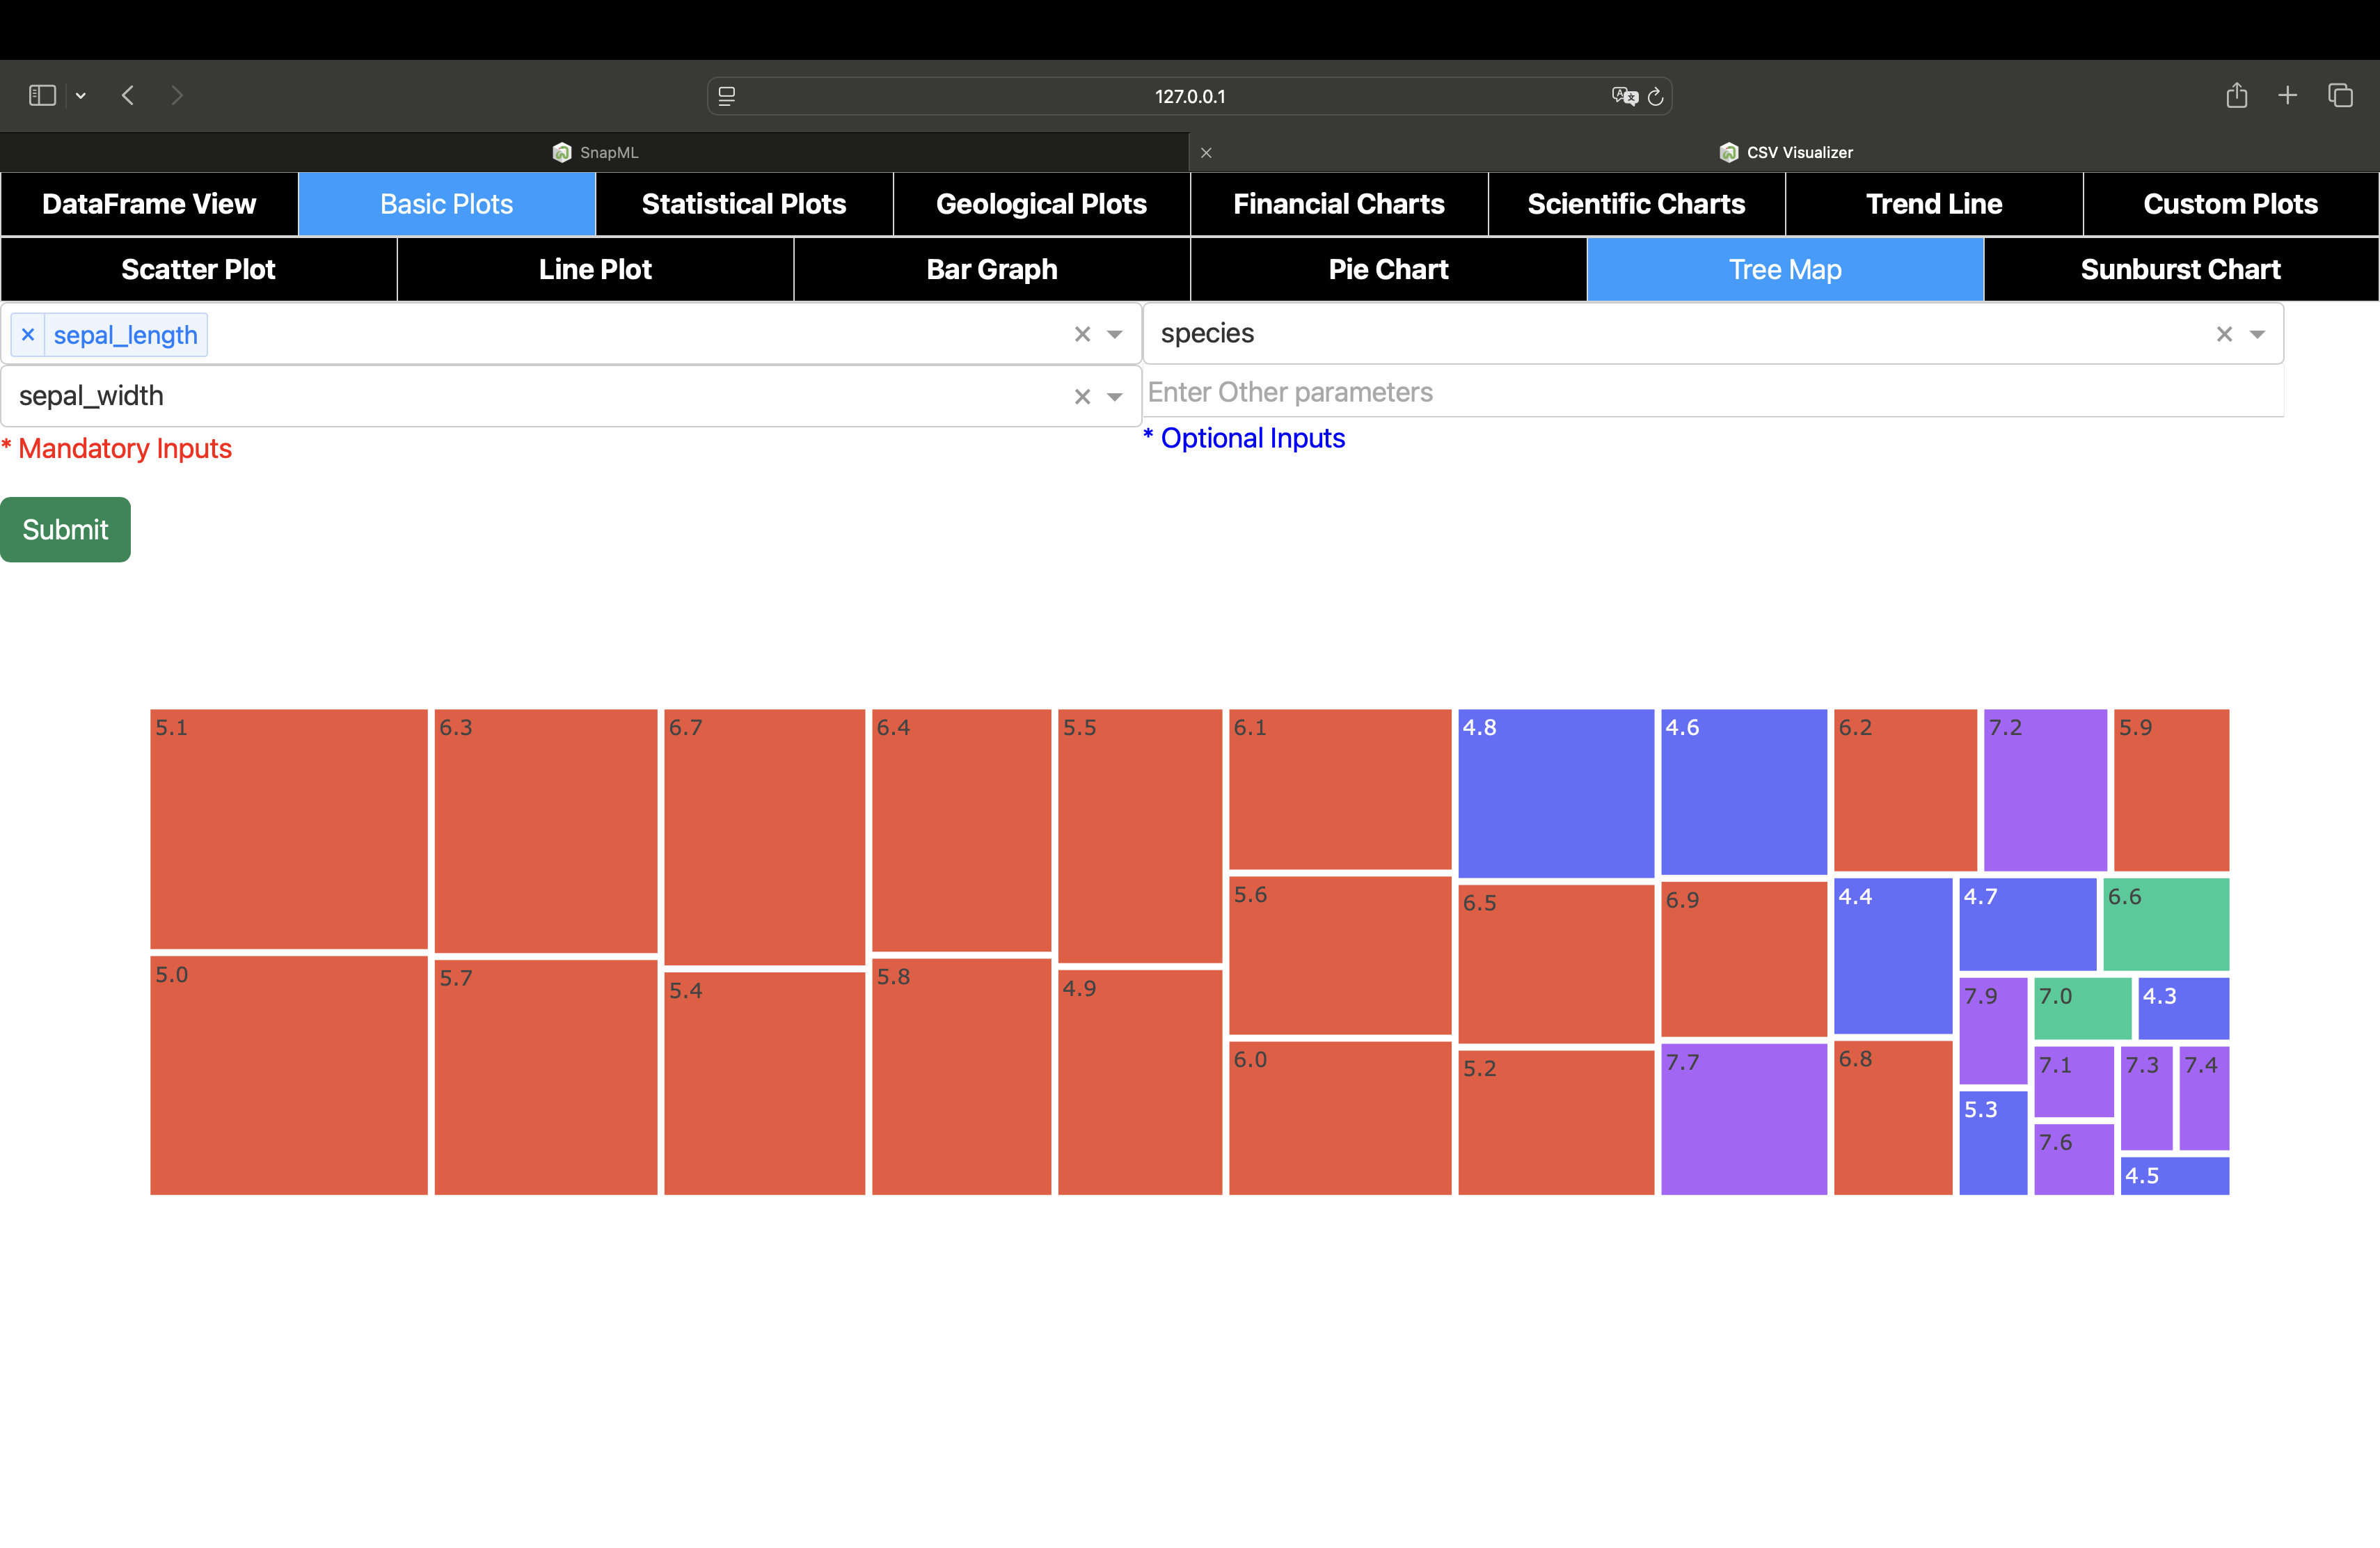 127.0.0.1
SnapML
CSV Visualizer
DataFrame View Basic Plots Statistical Plots Geological Plots Financial Charts Scientific Charts Trend Line Custom Plots
Scatter Plot Line Plot Bar Graph Pie Chart Tree Map Sunburst Chart
× sepal_length × species ×
sepal_width × Enter Other parameters
* Mandatory Inputs * Optional Inputs
Submit
5.1 6.3 6.7 6.4 5.5 6.1 4.8 4.6 6.2 7.2 5.9
5.6 6.5 6.9 4.4 4.7 6.6
5.0 5.7 5.4 5.8 4.9 7.9 7.0 4.3
6.0 5.2 7.7 6.8 7.1 7.3 7.4
5.3 7.6
4.5